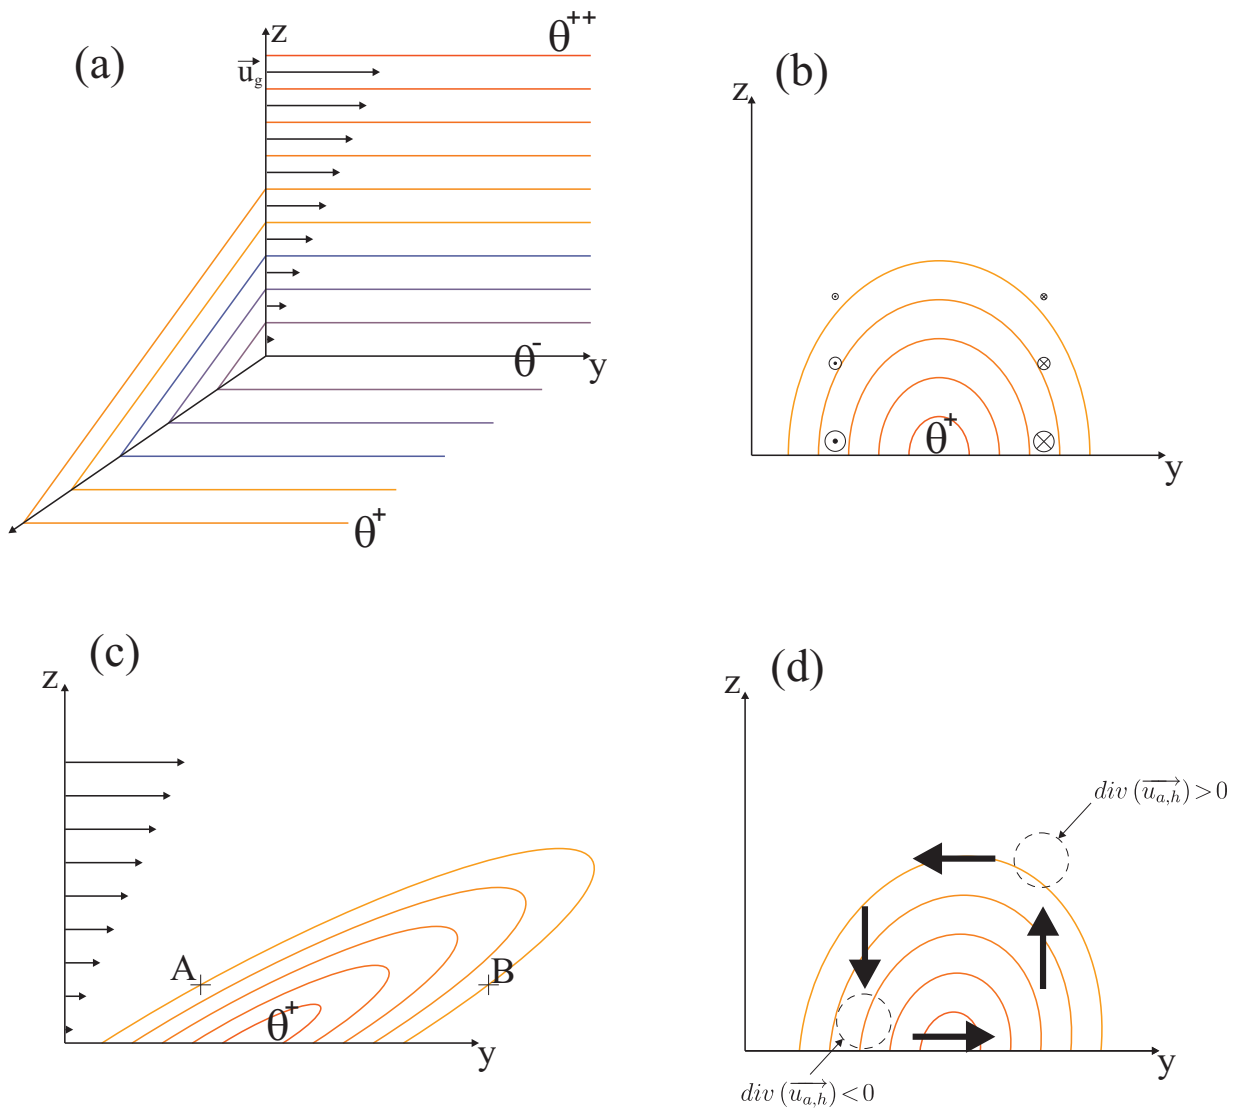 (a)
z
θ++
u⃗g
θ-
y
θ+
(b)
z
θ+
y
(c)
z
A
B
θ+
y
(d)
z
div(u⃗a,h)>0
y
div(u⃗a,h)<0